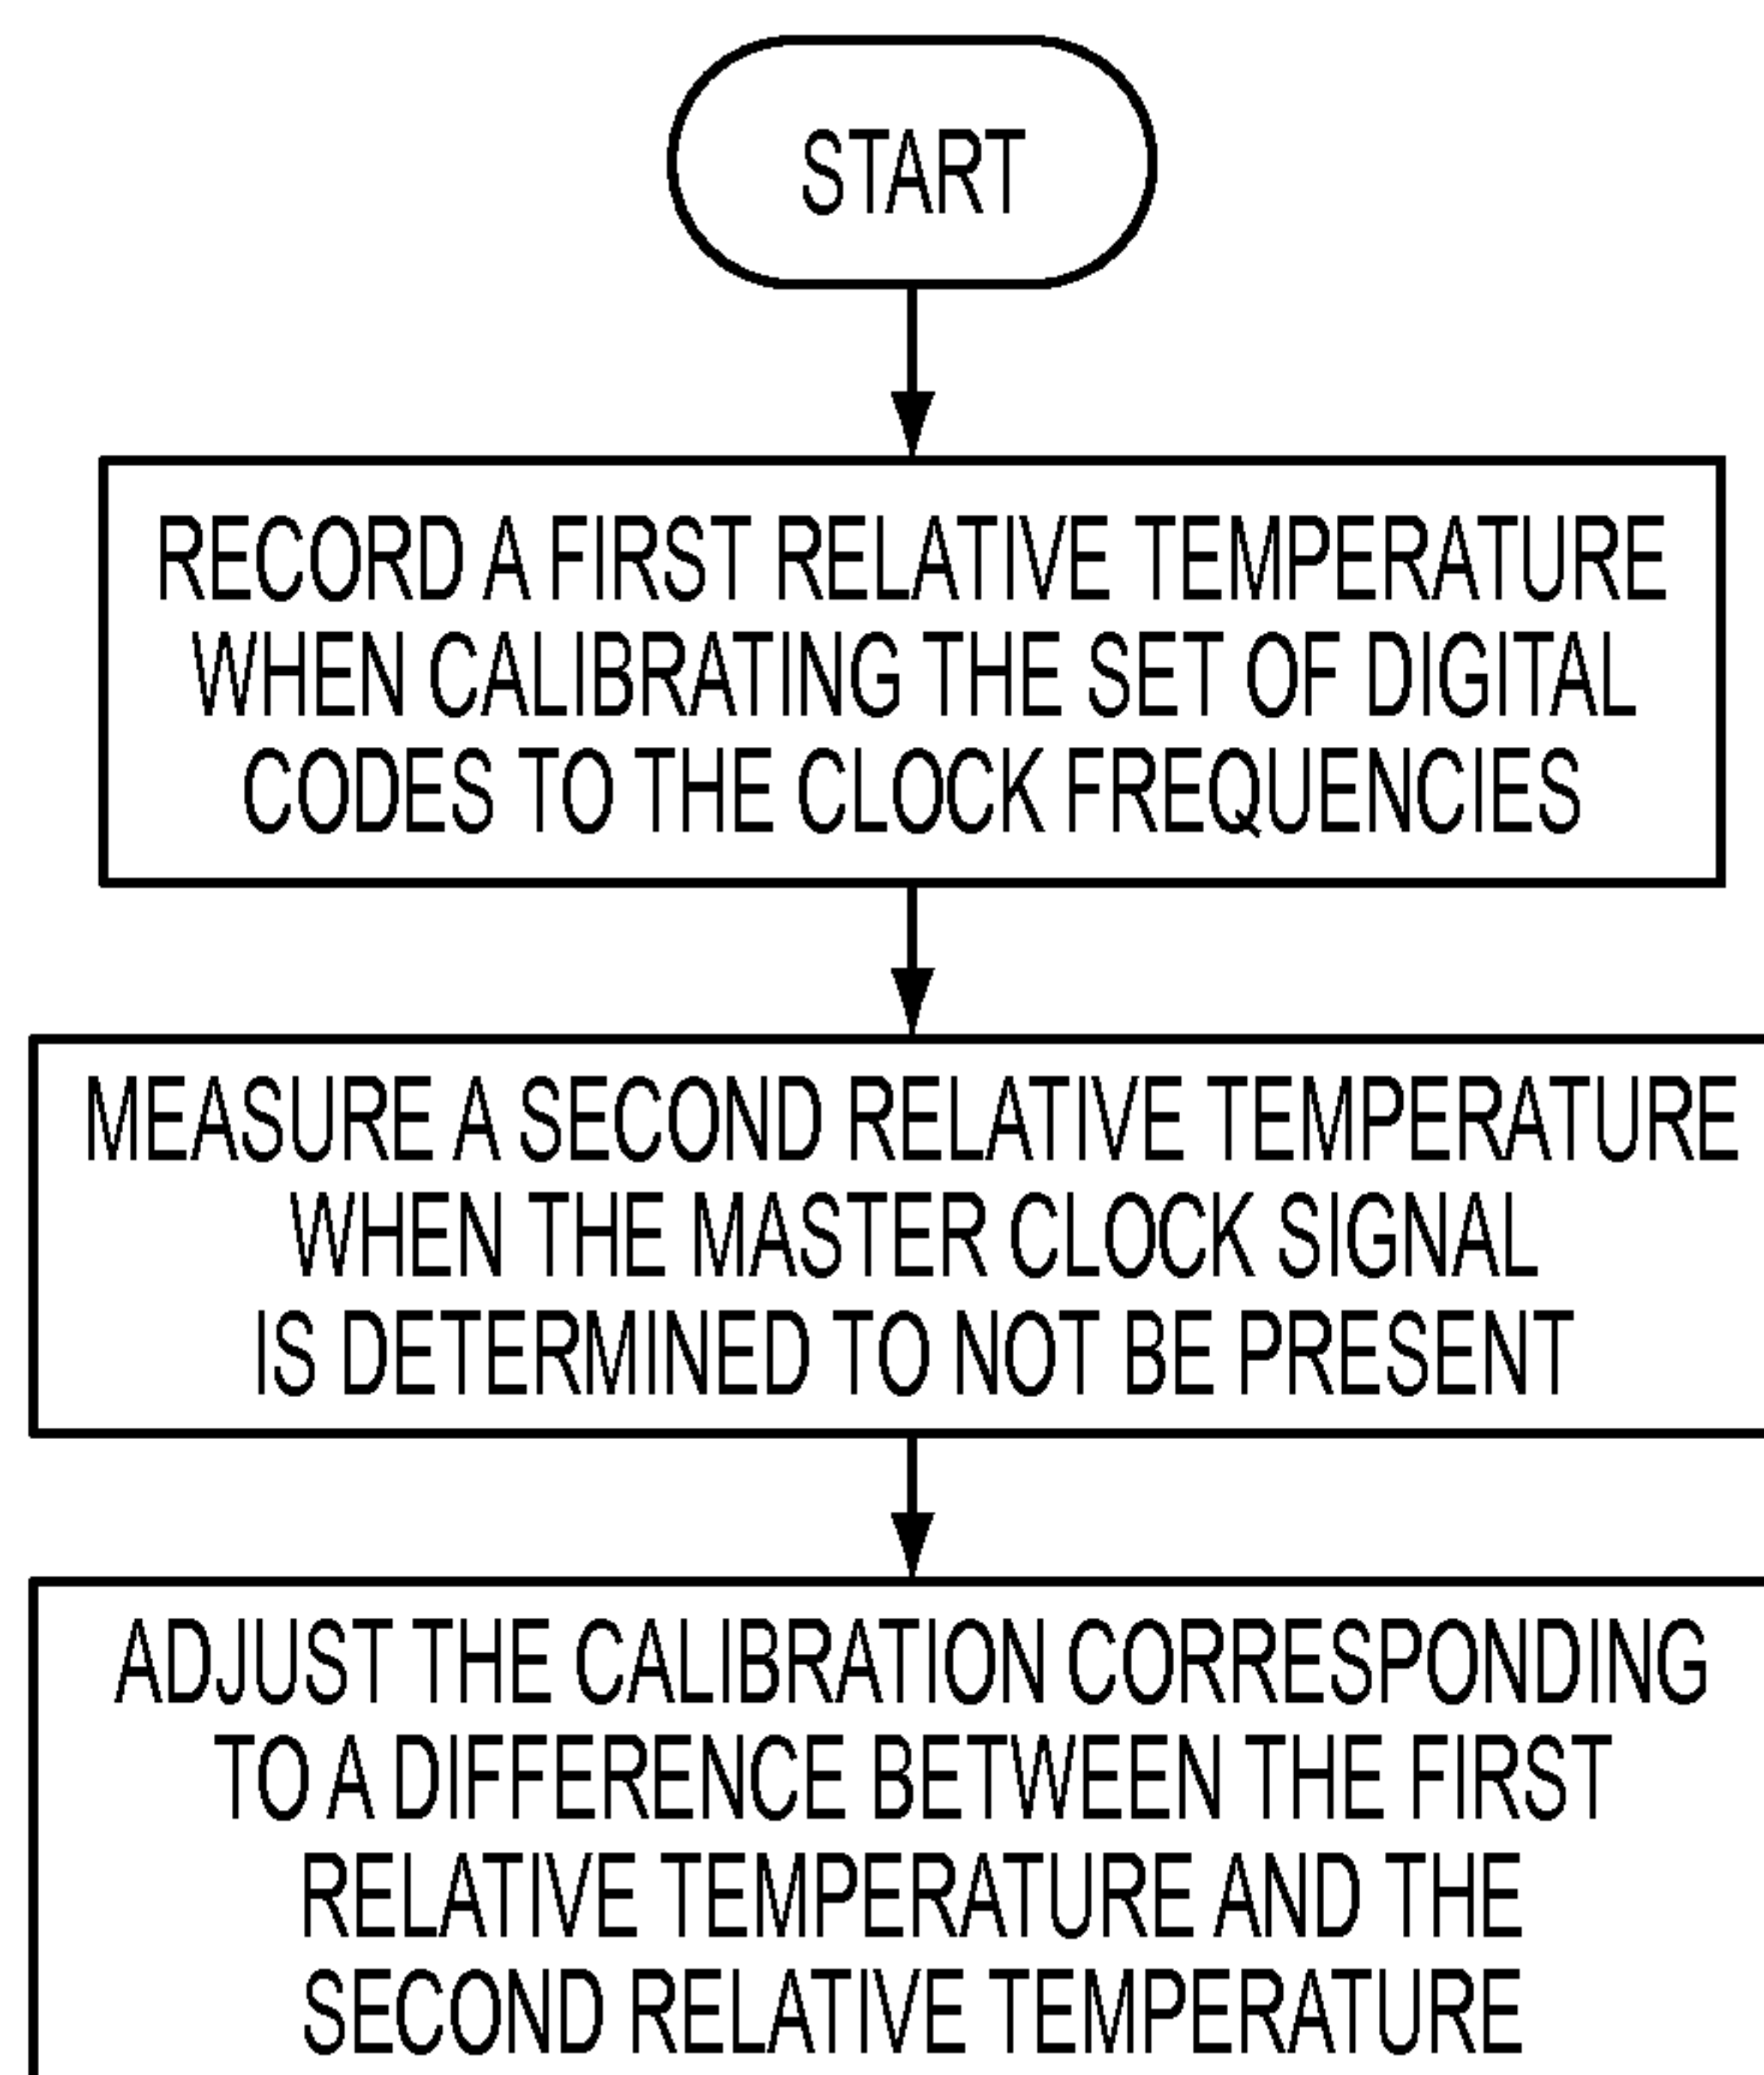 START
RECORD A FIRST RELATIVE TEMPERATURE
WHEN CALIBRATING THE SET OF DIGITAL
CODES TO THE CLOCK FREQUENCIES
MEASURE A SECOND RELATIVE TEMPERATURE
WHEN THE MASTER CLOCK SIGNAL
IS DETERMINED TO NOT BE PRESENT
ADJUST THE CALIBRATION CORRESPONDING
TO A DIFFERENCE BETWEEN THE FIRST
RELATIVE TEMPERATURE AND THE
SECOND RELATIVE TEMPERATURE